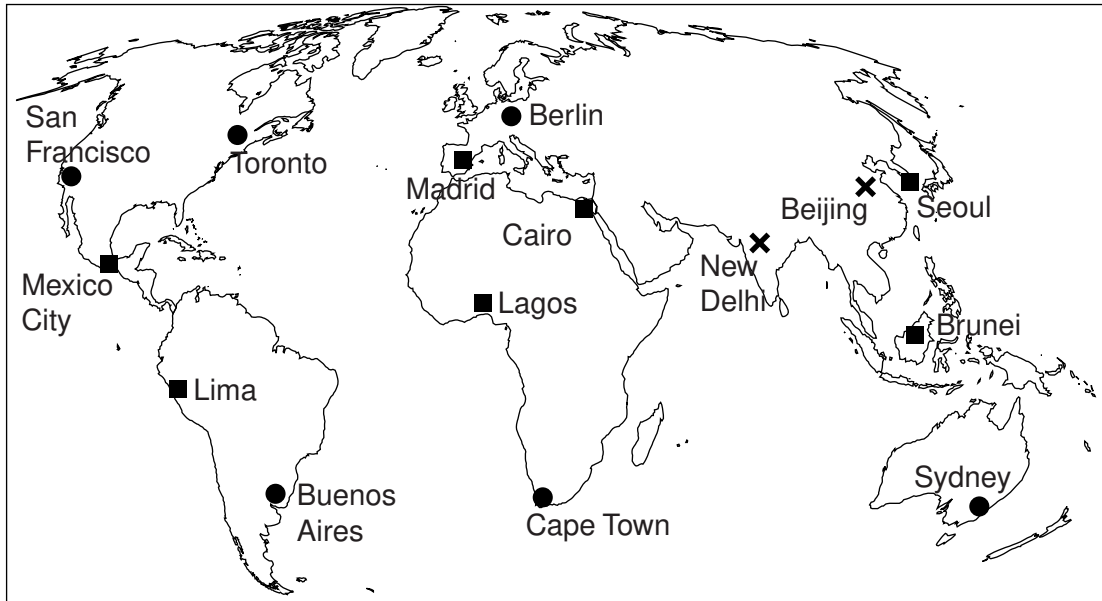 San
Francisco
Toronto
Berlin
Madrid
Cairo
Beijing
Seoul
New
Delhi
Mexico
City
Lagos
Brunei
Lima
Buenos
Aires
Cape Town
Sydney